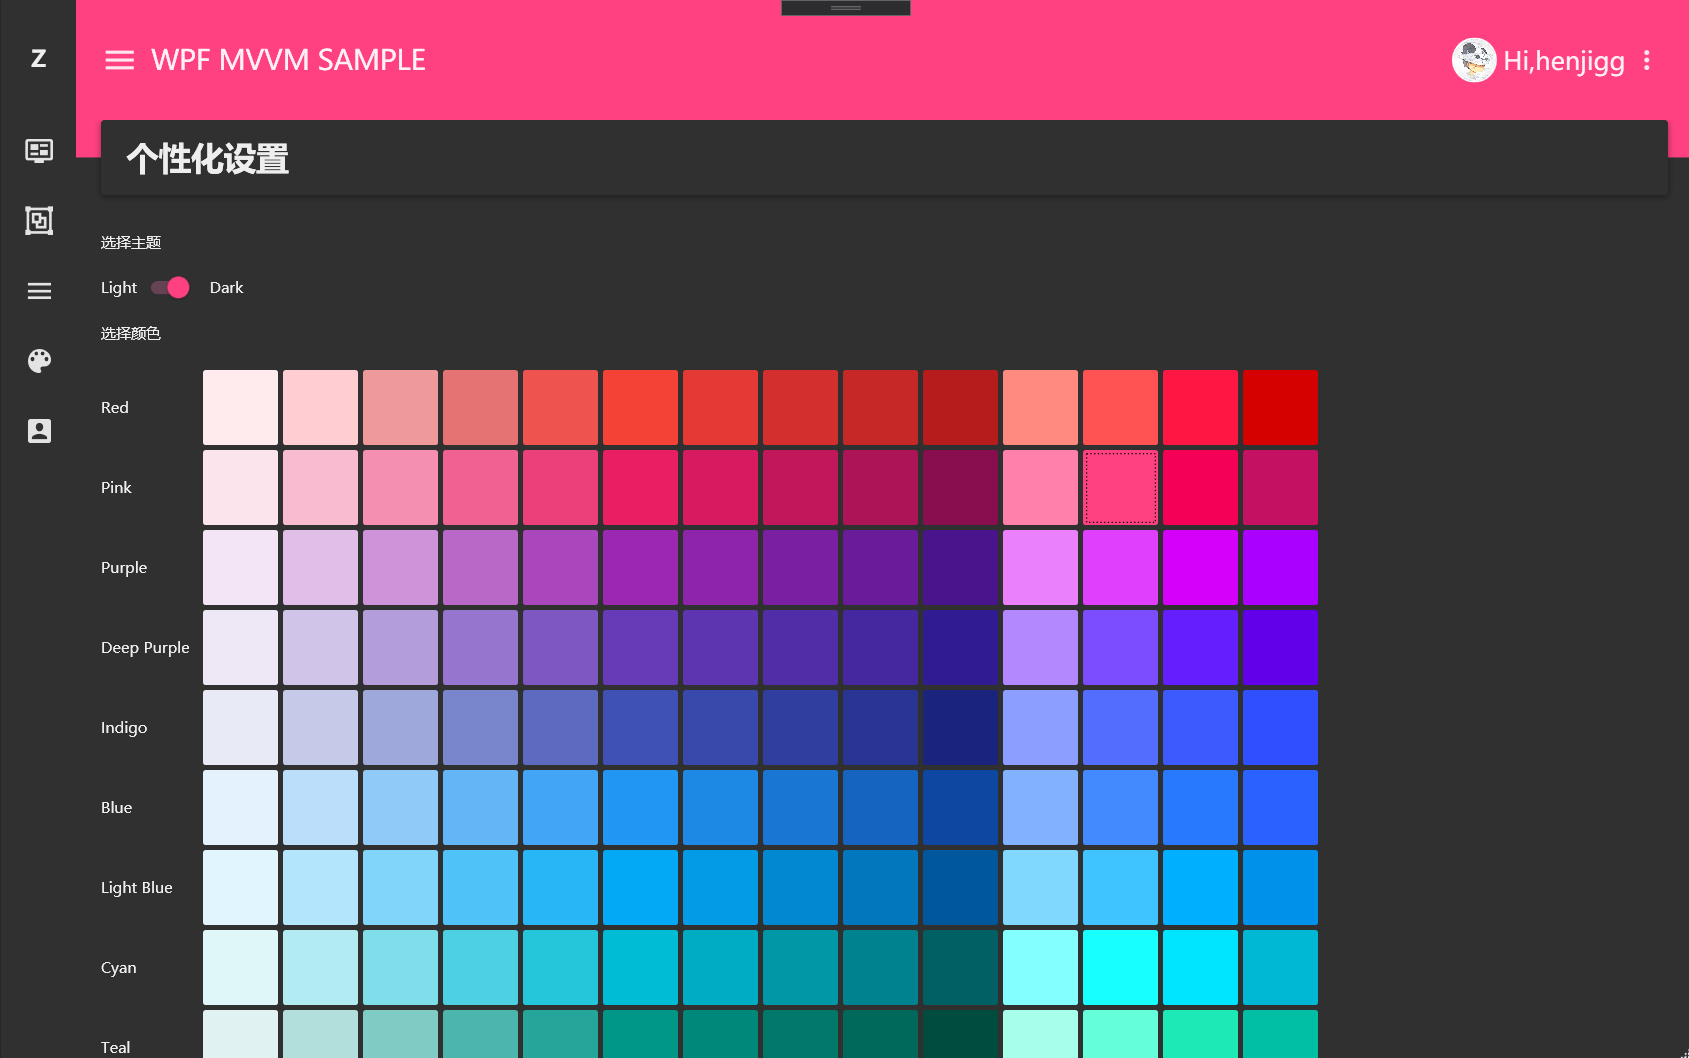 Z
WPF MVVM SAMPLE
Hi,henjigg
个性化设置
选择主题
Light Dark
选择颜色
Red
Pink
Purple
Deep Purple
Indigo
Blue
Light Blue
Cyan
Teal